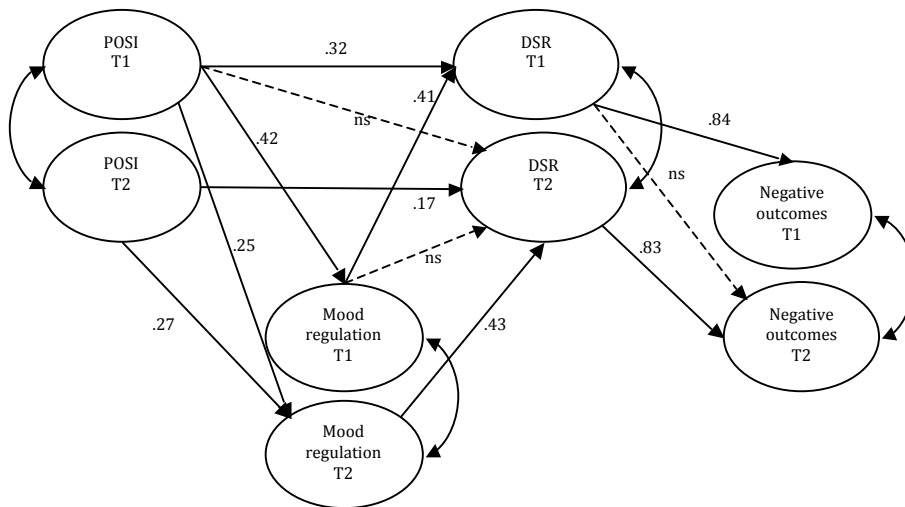 POSI
T1
.32
DSR
T1
.41
ns
.42
.84
POSI
T2
DSR
T2
ns
Negative
outcomes
T1
.17
.25
.83
ns
.27
Mood
regulation
T1
.43
Negative
outcomes
T2
Mood
regulation
T2